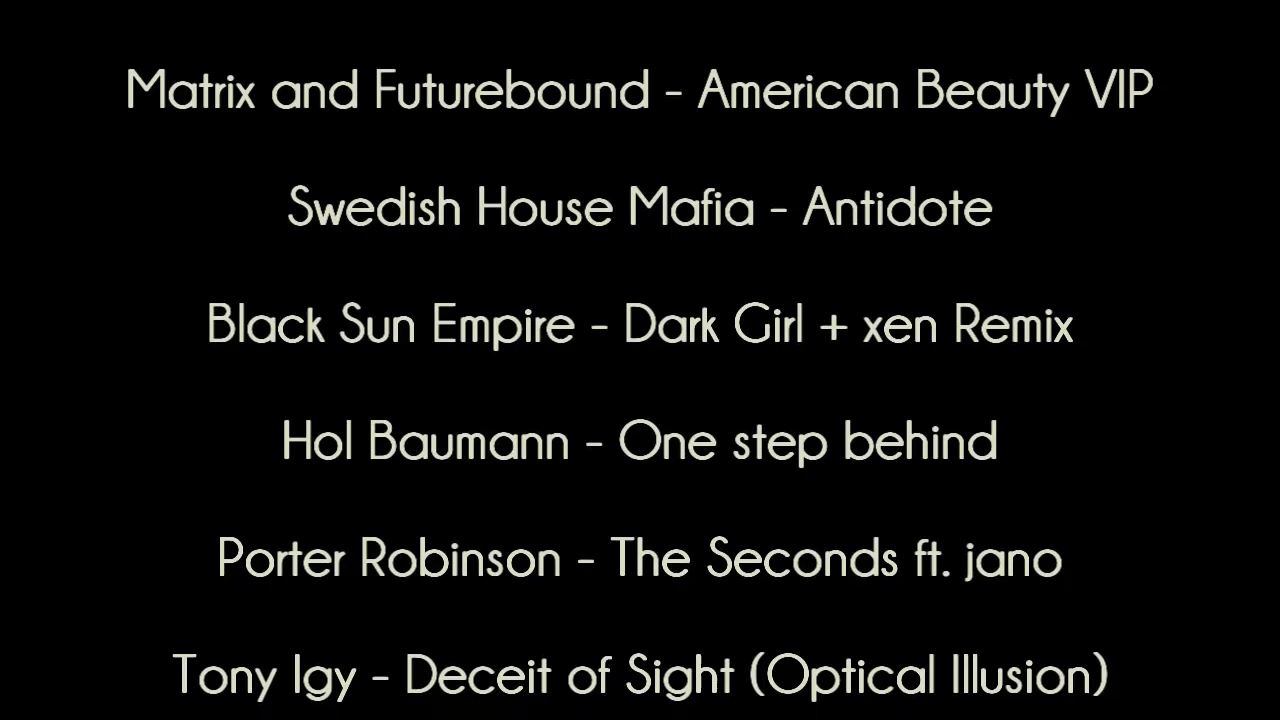 Matrix and Futurebound - American Beauty VIP
Swedish House Mafia - Antidote
Black Sun Empire - Dark Girl + xen Remix
Hol Baumann - One step behind
Porter Robinson - The Seconds ft. jano
Tony Igy - Deceit of Sight (Optical Illusion)